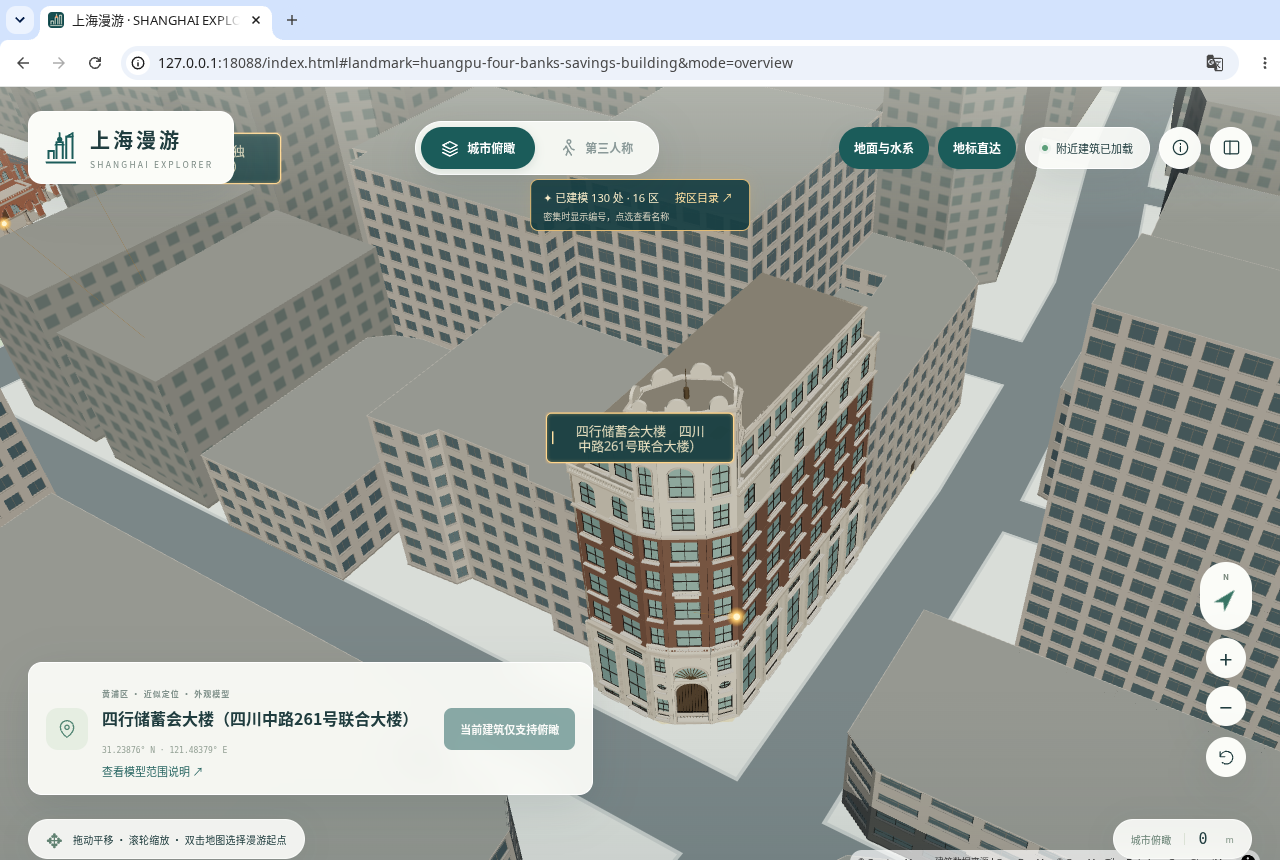 上海漫游 · SHANGHAI EXPLO
127.0.0.1:18088/index.html#landmark=huangpu-four-banks-savings-building&mode=overview
上海漫游
SHANGHAI EXPLORER
独
城市俯瞰
第三人称
地面与水系
地标直达
附近建筑已加载
✦ 已建模 130 处 · 16 区 按区目录 ↗
密集时显示编号，点选查看名称
四行储蓄会大楼 四川
中路261号联合大楼）
N
黄浦区 · 近似定位 · 外观模型
四行储蓄会大楼（四川中路261号联合大楼）
31.23876° N · 121.48379° E
查看模型范围说明 ↗
当前建筑仅支持俯瞰
拖动平移 · 滚轮缩放 · 双击地图选择漫游起点
城市俯瞰 0 m